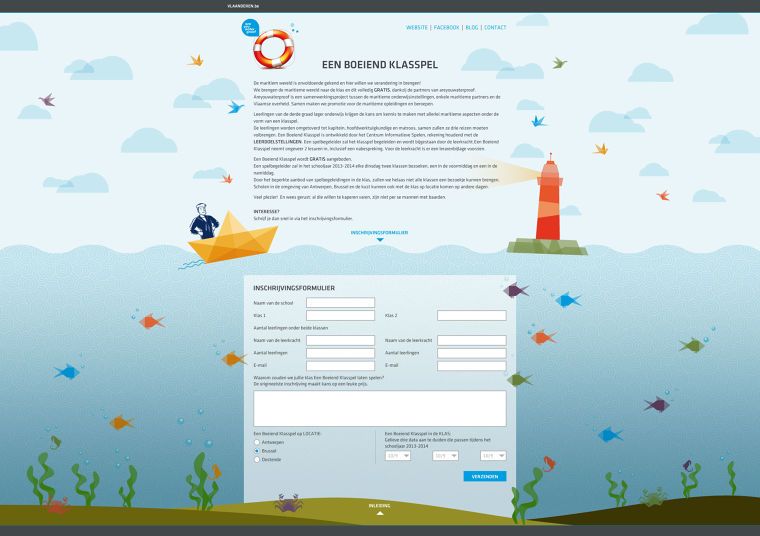 VLAANDEREN.be
WEBSITE | FACEBOOK | BLOG | CONTACT
EEN BOEIEND KLASSPEL
De maritiem wereld is onvoldoende gekend en hier willen we verandering in brengen!
We brengen de maritieme wereld naar de klas en dit volledig GRATIS, dankzij de partners van areyouwaterproof.
Areyouwaterproof is een samenwerkingsproject tussen de maritieme onderwijsinstellingen, enkele maritieme partners en de
Vlaamse overheid. Samen maken we promotie voor de maritieme opleidingen en beroepen.
Leerlingen van de derde graad lager onderwijs krijgen de kans om kennis te maken met allerlei maritieme aspecten onder de
vorm van een klasspel.
De leerlingen worden omgetoverd tot kapitein, hoofdwerktuigkundige en matroos, samen zullen ze drie reizen moeten
volbrengen. Een Boeiend Klasspel is ontwikkeld door het Centrum Informatieve Spelen, rekening houdend met de
LEERDOELSTELLINGEN. Een spelbegeleider zal het klasspel begeleiden en wordt bijgestaan door de leerkracht.Een Boeiend
Klasspel neemt ongeveer 2 lesuren in, inclusief een nabespreking. Voor de leerkracht is er een lerarenbijlage voorzien.
Een Boeiend Klasspel wordt GRATIS aangeboden.
Een spelbegeleider zal in het schooljaar 2013-2014 elke dinsdag twee klassen bezoeken, een in de voormiddag en een in de
namiddag.
Door het beperkte aanbod van spelbegeleidingen in de klas, zullen we helaas niet alle klassen een bezoekje kunnen brengen.
Scholen in de omgeving van Antwerpen, Brussel en de kust kunnen ook met de klas op locatie komen op andere dagen.
Veel plezier! En wees gerust: al die willen te kaperen varen, zijn niet per se mannen met baarden.
INTERESSE?
Schrijf je dan snel in via het inschrijvingsformulier.
INSCHRIJVINGSFORMULIER
INSCHRIJVINGSFORMULIER
Naam van de school
Klas 1 Klas 2
Aantal leerlingen onder beide klassen
Naam van de leerkracht Naam van de leerkracht
Aantal leerlingen Aantal leerlingen
E-mail E-mail
Waarom zouden we jullie klas Een Boeiend Klasspel laten spelen?
De origineelste inschrijving maakt kans op een leuke prijs.
Een Boeiend Klasspel op LOCATIE:
Antwerpen
Brussel
Oostende
Een Boeiend Klasspel in de KLAS:
Gelieve drie data aan te duiden die passen tijdens het
schooljaar 2013-2014
10/9 10/9 10/9
VERZENDEN
INLEIDING